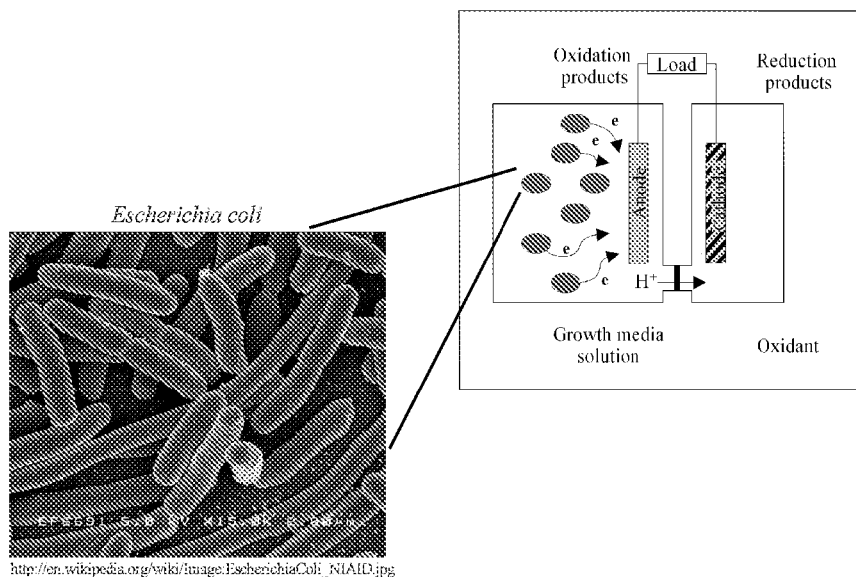 Oxidation
products
Load
Reduction
products
e
e
Anode
Cathode
Escherichia coli
e
e
H+
Growth media
solution
Oxidant
http://en.wikipedia.org/wiki/Image:EscherichiaColi_NIAID.jpg